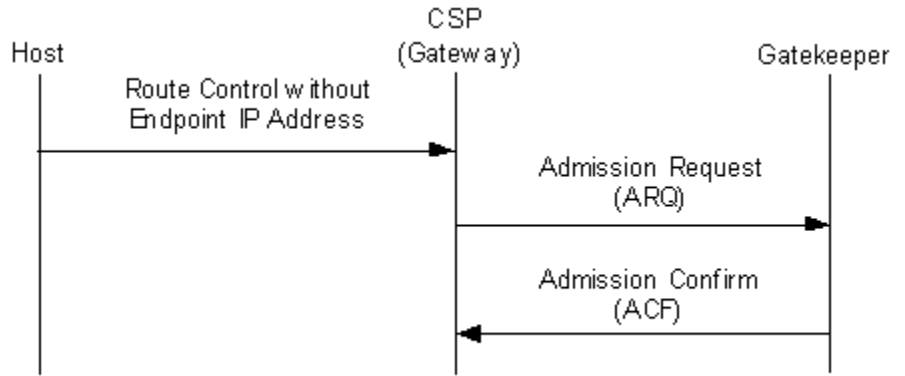 CSP
Host
(Gateway)
Gatekeeper
Route Control without
Endpoint IP Address
Admission Request
(ARQ)
Admission Confirm
(ACF)